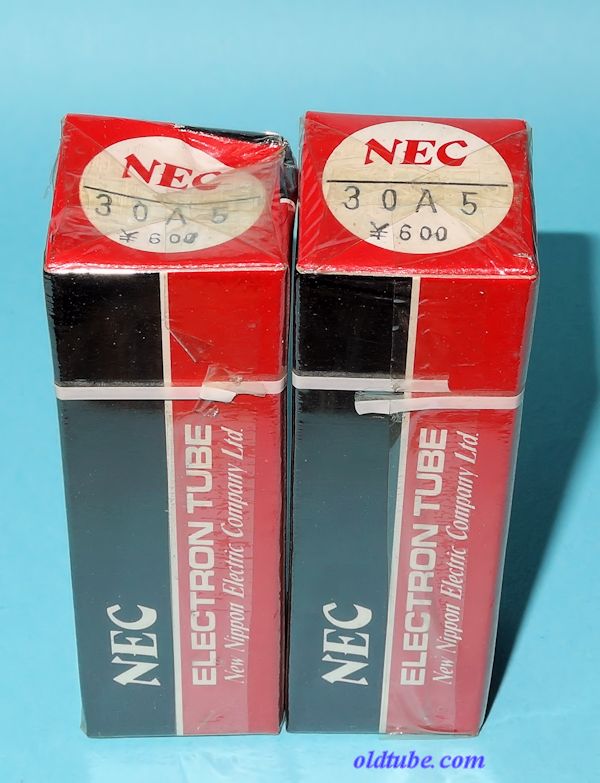 NEC
30A5
¥600
NEC
30A5
¥600
NEC
ELECTRON TUBE
New Nippon Electric Company Ltd.
NEC
ELECTRON TUBE
New Nippon Electric Company Ltd.
oldtube.com